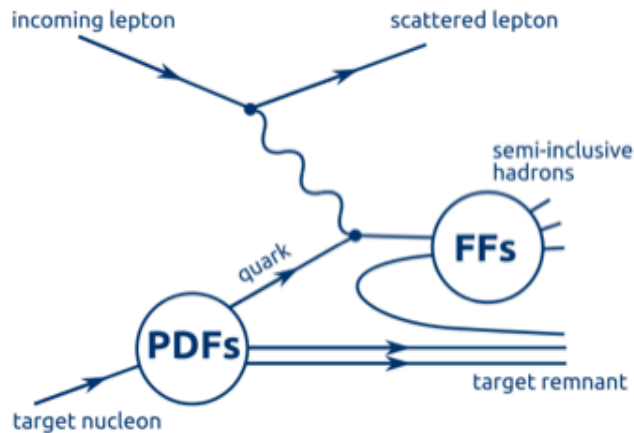 incoming lepton
scattered lepton
semi-inclusive
hadrons
quark
FFs
PDFs
target remnant
target nucleon